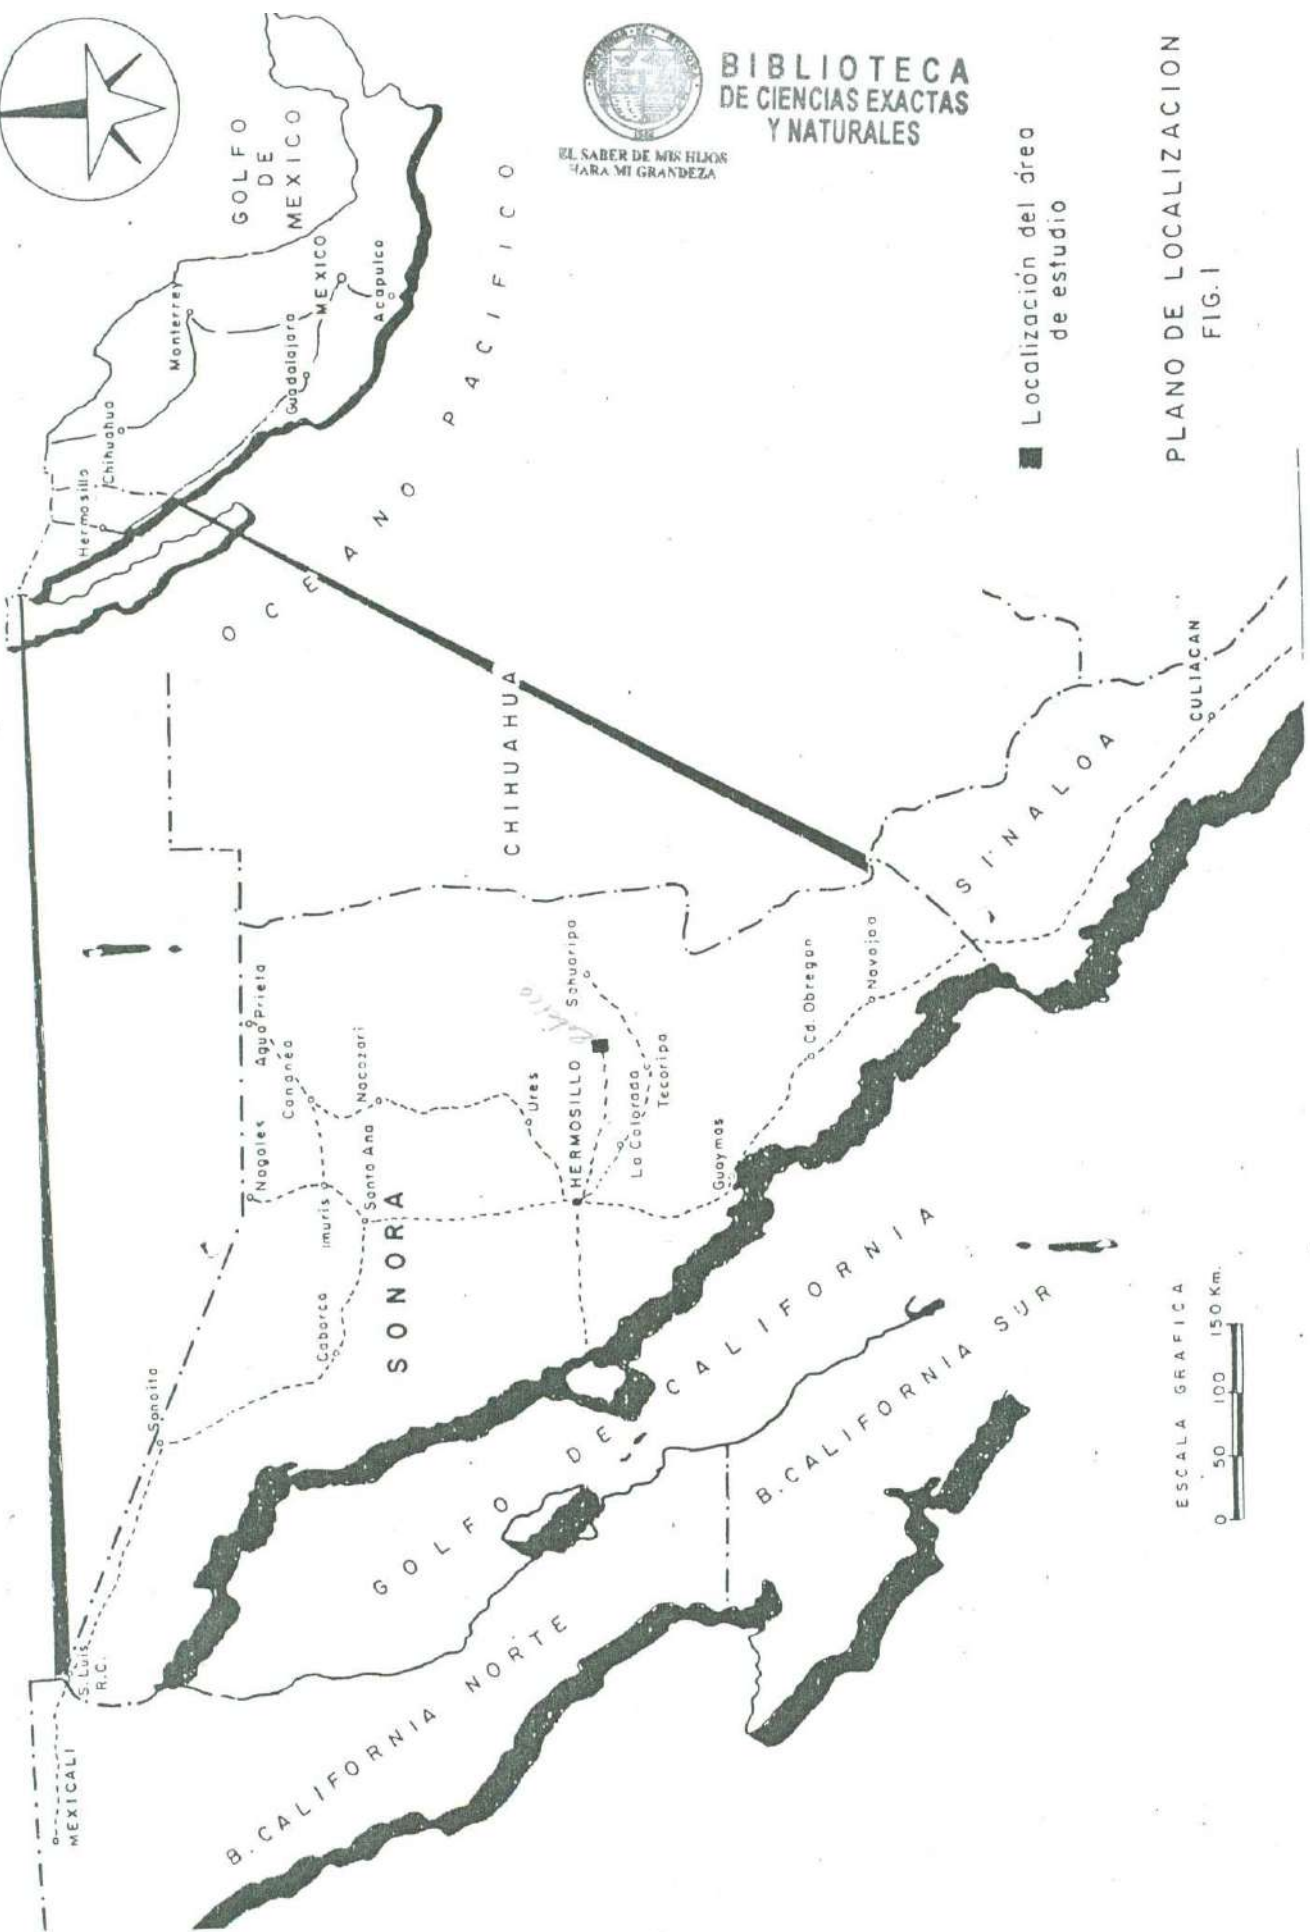 GOLFO
DE
MEXICO
Monterrey
Chihuahua
Hermosillo
Guadalajara
MEXICO
Acapulco
OCEANO PACIFICO
BIBLIOTECA
DE CIENCIAS EXACTAS
Y NATURALES
EL SABER DE MIS HIJOS
HARA MI GRANDEZA
1942
MEXICALI
S. Luis
R.C.
Sonoita
Nogales
Agua Prieta
Cananea
Imuris
Nacozari
Caborca
Santa Ana
SONORA
CHIHUAHUA
Ures
HERMOSILLO
Sahuaripa
La Colorada
Tecoripa
Guaymas
Cd. Obregon
Navojoa
SINALOA
CULIACAN
GOLFO DE CALIFORNIA
B. CALIFORNIA NORTE
B. CALIFORNIA SUR
ESCALA GRAFICA
0 50 100 150 Km.
Localización del área
de estudio
PLANO DE LOCALIZACION
FIG. I